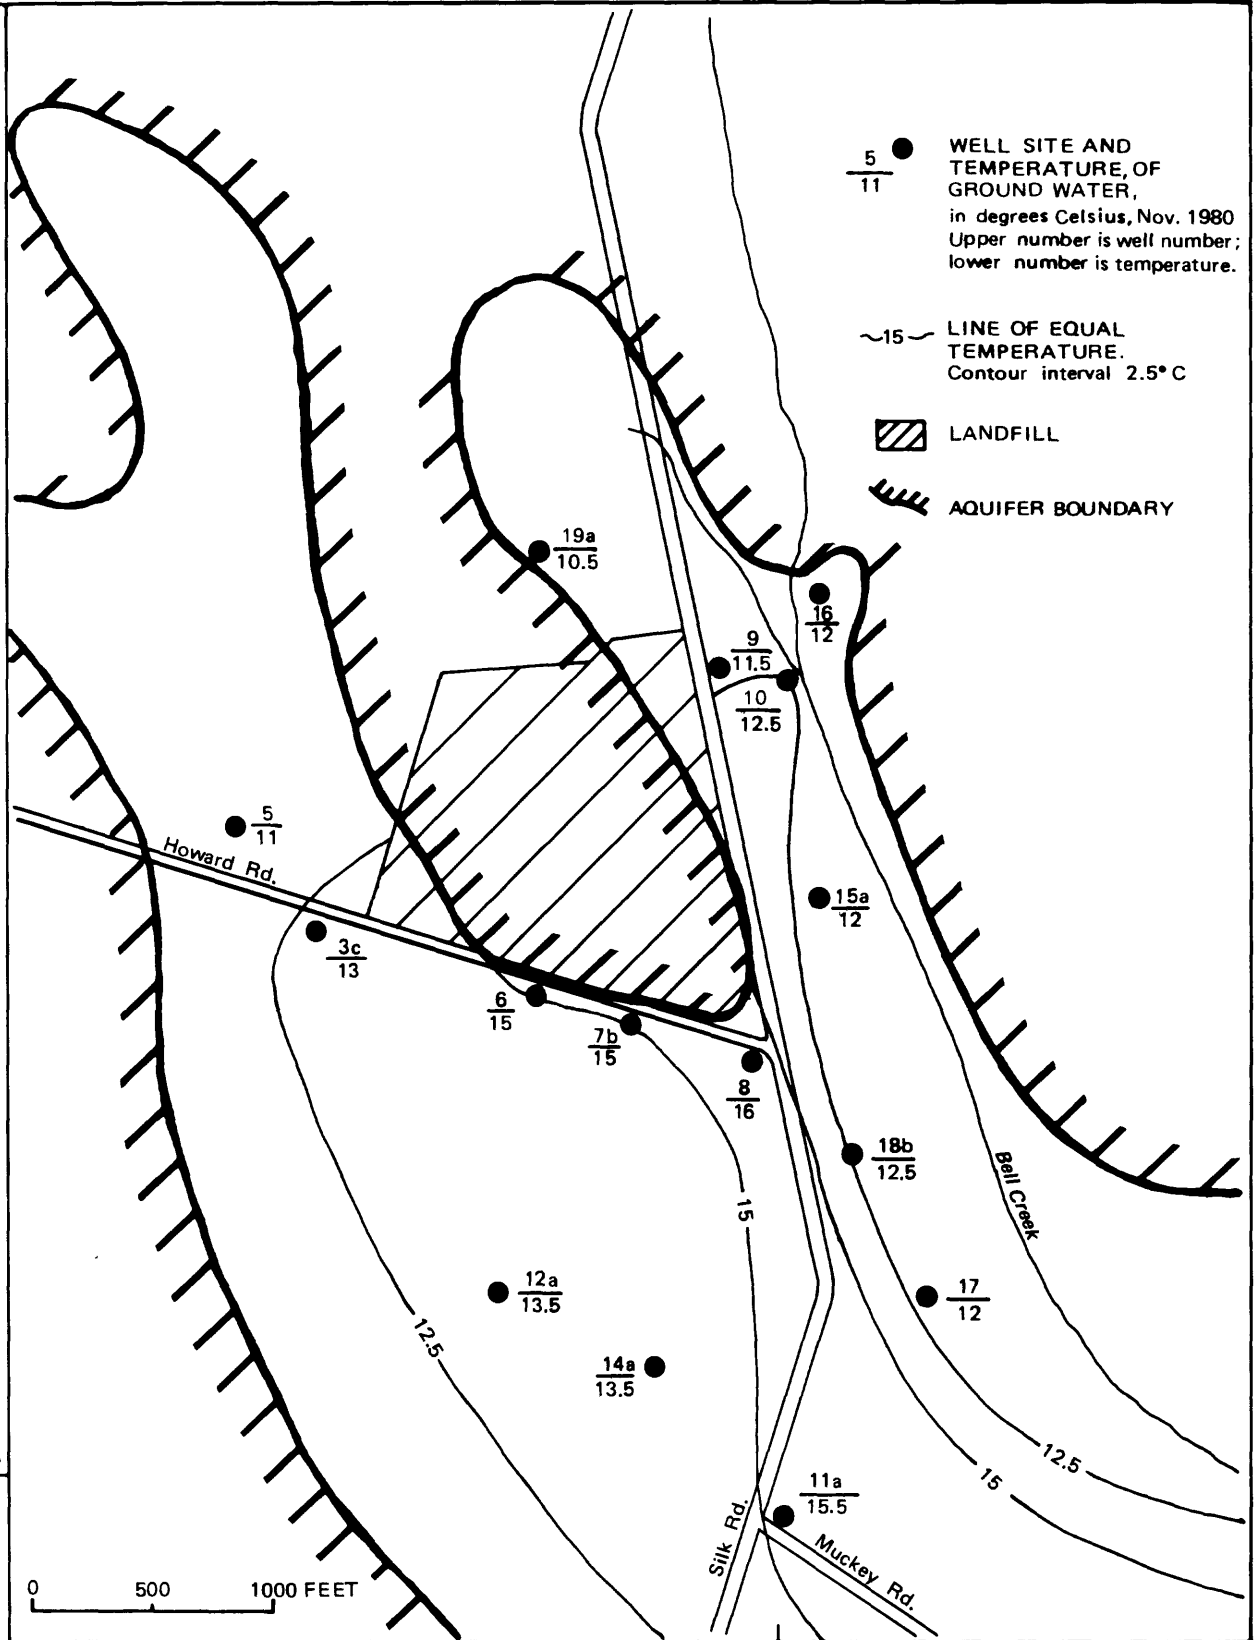 5
11
WELL SITE AND
TEMPERATURE, OF
GROUND WATER,
in degrees Celsius, Nov. 1980
Upper number is well number;
lower number is temperature.
15
LINE OF EQUAL
TEMPERATURE.
Contour interval 2.5° C
LANDFILL
AQUIFER BOUNDARY
19a
10.5
16
12
9
11.5
10
12.5
5
11
Howard Rd.
15a
12
3c
13
6
15
7b
15
8
16
18b
12.5
Bell Creek
15
12a
13.5
17
12
12.5
14a
13.5
12.5
15
11a
15.5
Silk Rd.
Muckey Rd.
0 500 1000 FEET